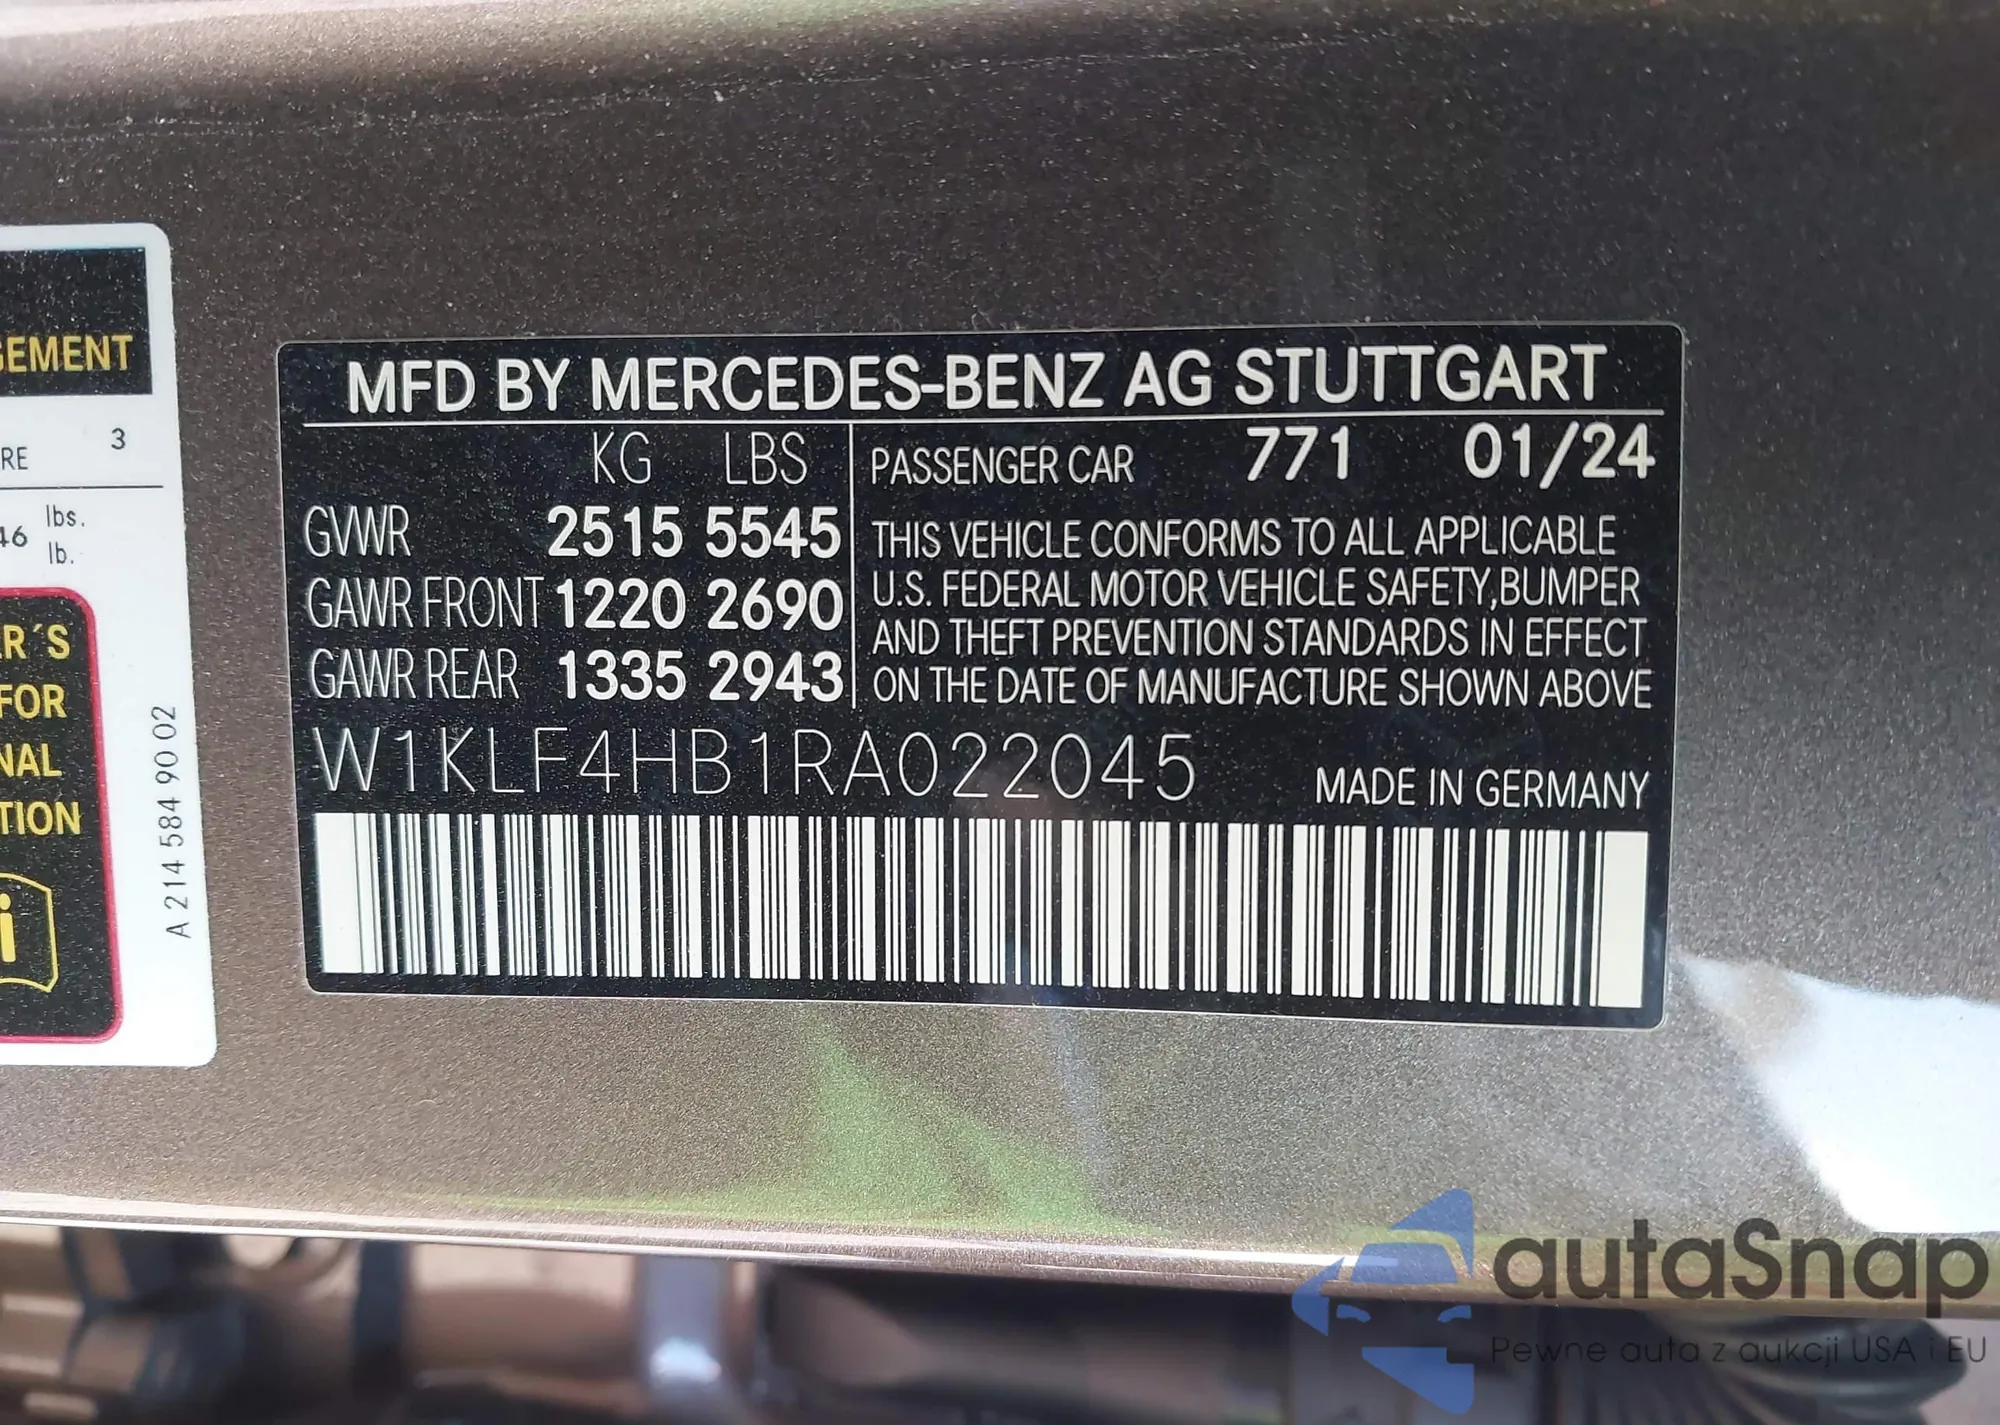 GEMENT
RE 3
46 lbs.
lb.
R´S
FOR
NAL
TION
i
A 214 584 90 02
MFD BY MERCEDES-BENZ AG STUTTGART
KG LBS
GVWR 2515 5545
GAWR FRONT 1220 2690
GAWR REAR 1335 2943
PASSENGER CAR 771 01/24
THIS VEHICLE CONFORMS TO ALL APPLICABLE
U.S. FEDERAL MOTOR VEHICLE SAFETY,BUMPER
AND THEFT PREVENTION STANDARDS IN EFFECT
ON THE DATE OF MANUFACTURE SHOWN ABOVE
W1KLF4HB1RA022045
MADE IN GERMANY
autaSnap
Pewne auta z aukcji USA i EU